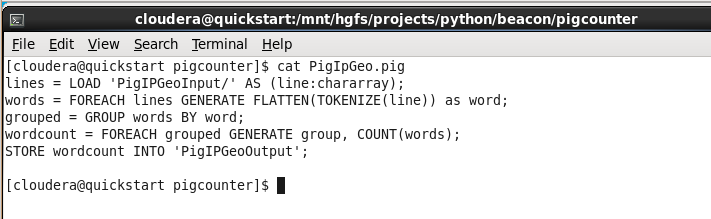 cloudera@quickstart:/mnt/hgfs/projects/python/beacon/pigcounter
File Edit View Search Terminal Help
[cloudera@quickstart pigcounter]$ cat PigIpGeo.pig
lines = LOAD 'PigIPGeoInput/' AS (line:chararray);
words = FOREACH lines GENERATE FLATTEN(TOKENIZE(line)) as word;
grouped = GROUP words BY word;
wordcount = FOREACH grouped GENERATE group, COUNT(words);
STORE wordcount INTO 'PigIPGeoOutput';
[cloudera@quickstart pigcounter]$